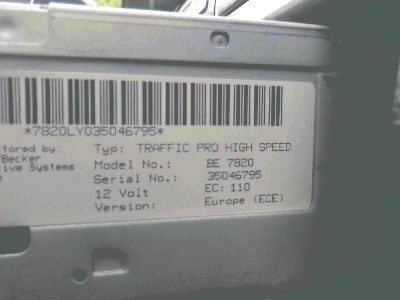 *7820LY035046795*
tored by:
Becker
ive Systems
Typ: TRAFFIC PRO HIGH SPEED
Model No.: BE 7820
Serial No.: 35046795
12 Volt EC: 110
Version: Europe (ECE)